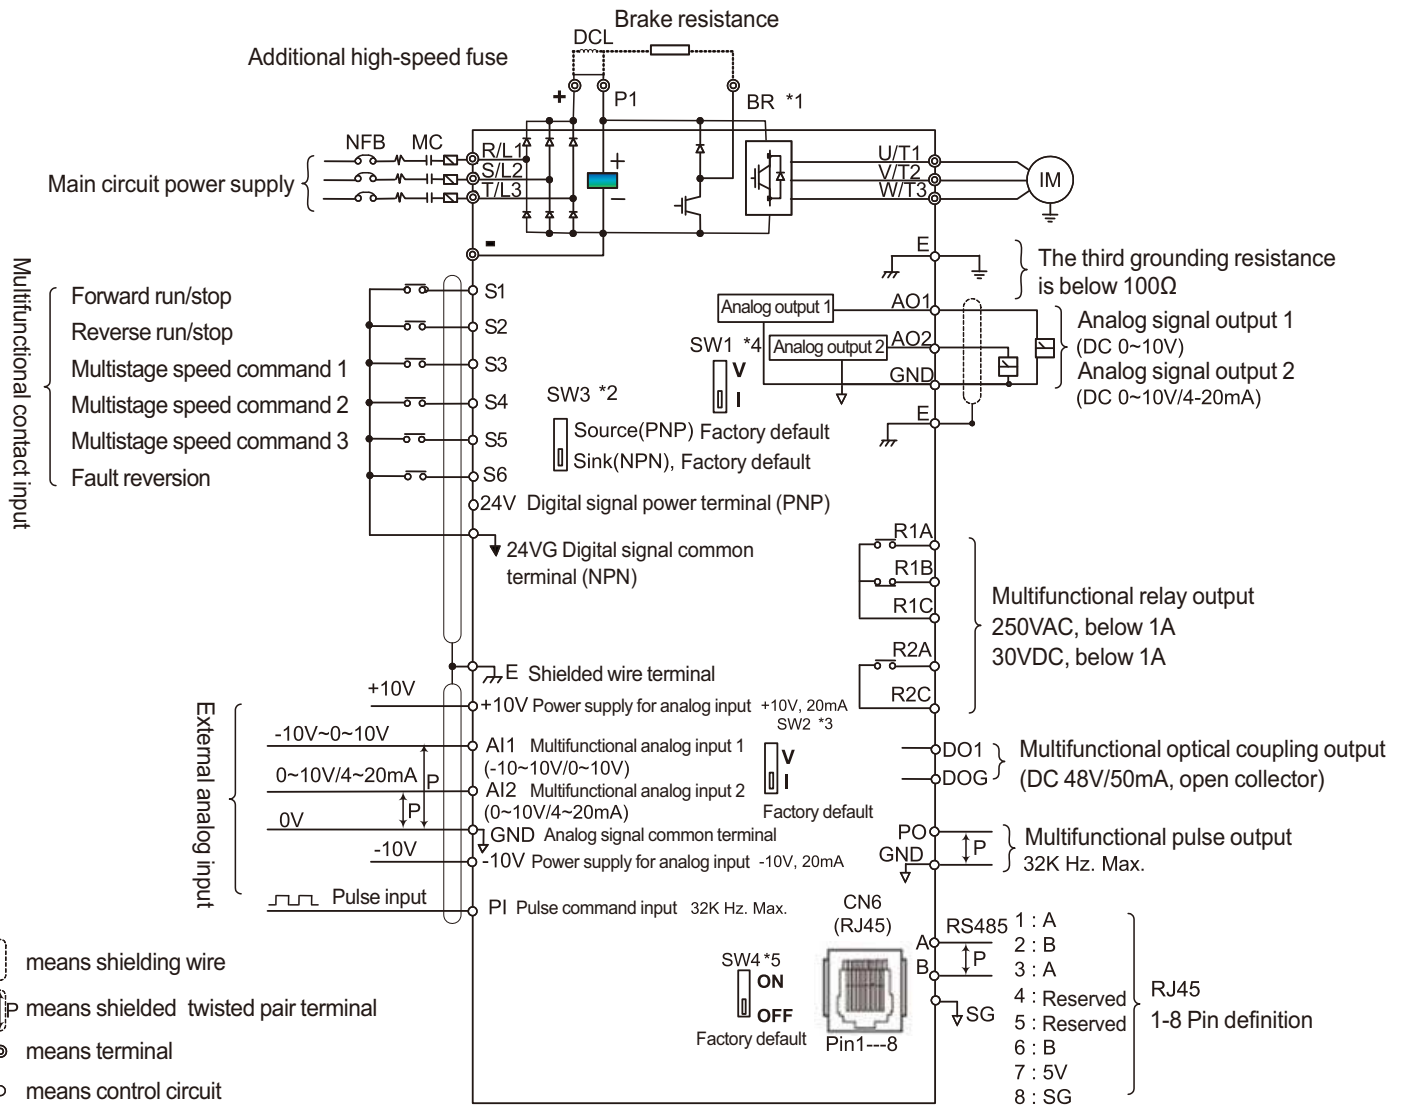 Brake resistance
DCL
Additional high-speed fuse
+
P1
BR *1
NFB
MC
Main circuit power supply
R/L1
S/L2
T/L3
+
−
U/T1
V/T2
W/T3
IM
-
E
The third grounding resistance
is below 100Ω
Multifunctional contact input
Forward run/stop
Reverse run/stop
Multistage speed command 1
Multistage speed command 2
Multistage speed command 3
Fault reversion
S1
S2
S3
S4
S5
S6
SW3 *2
Source(PNP) Factory default
Sink(NPN), Factory default
24V Digital signal power terminal (PNP)
24VG Digital signal common
terminal (NPN)
Analog output 1
AO1
SW1 *4
V
I
Analog output 2
AO2
GND
E
Analog signal output 1
(DC 0~10V)
Analog signal output 2
(DC 0~10V/4-20mA)
R1A
R1B
R1C
R2A
R2C
Multifunctional relay output
250VAC, below 1A
30VDC, below 1A
E Shielded wire terminal
External analog input
+10V
+10V Power supply for analog input +10V, 20mA
-10V~0~10V
AI1 Multifunctional analog input 1
(-10~10V/0~10V)
SW2 *3
V
I
Factory default
0~10V/4~20mA
P
AI2 Multifunctional analog input 2
(0~10V/4~20mA)
P
0V
GND Analog signal common terminal
-10V
-10V Power supply for analog input -10V, 20mA
Pulse input
PI Pulse command input 32K Hz. Max.
DO1
DOG
Multifunctional optical coupling output
(DC 48V/50mA, open collector)
PO
GND
P
Multifunctional pulse output
32K Hz. Max.
CN6
(RJ45)
Pin1---8
SW4 *5
ON
OFF
Factory default
A
B
RS485
P
SG
1 : A
2 : B
3 : A
4 : Reserved
5 : Reserved
6 : B
7 : 5V
8 : SG
RJ45
1-8 Pin definition
means shielding wire
P means shielded twisted pair terminal
means terminal
means control circuit